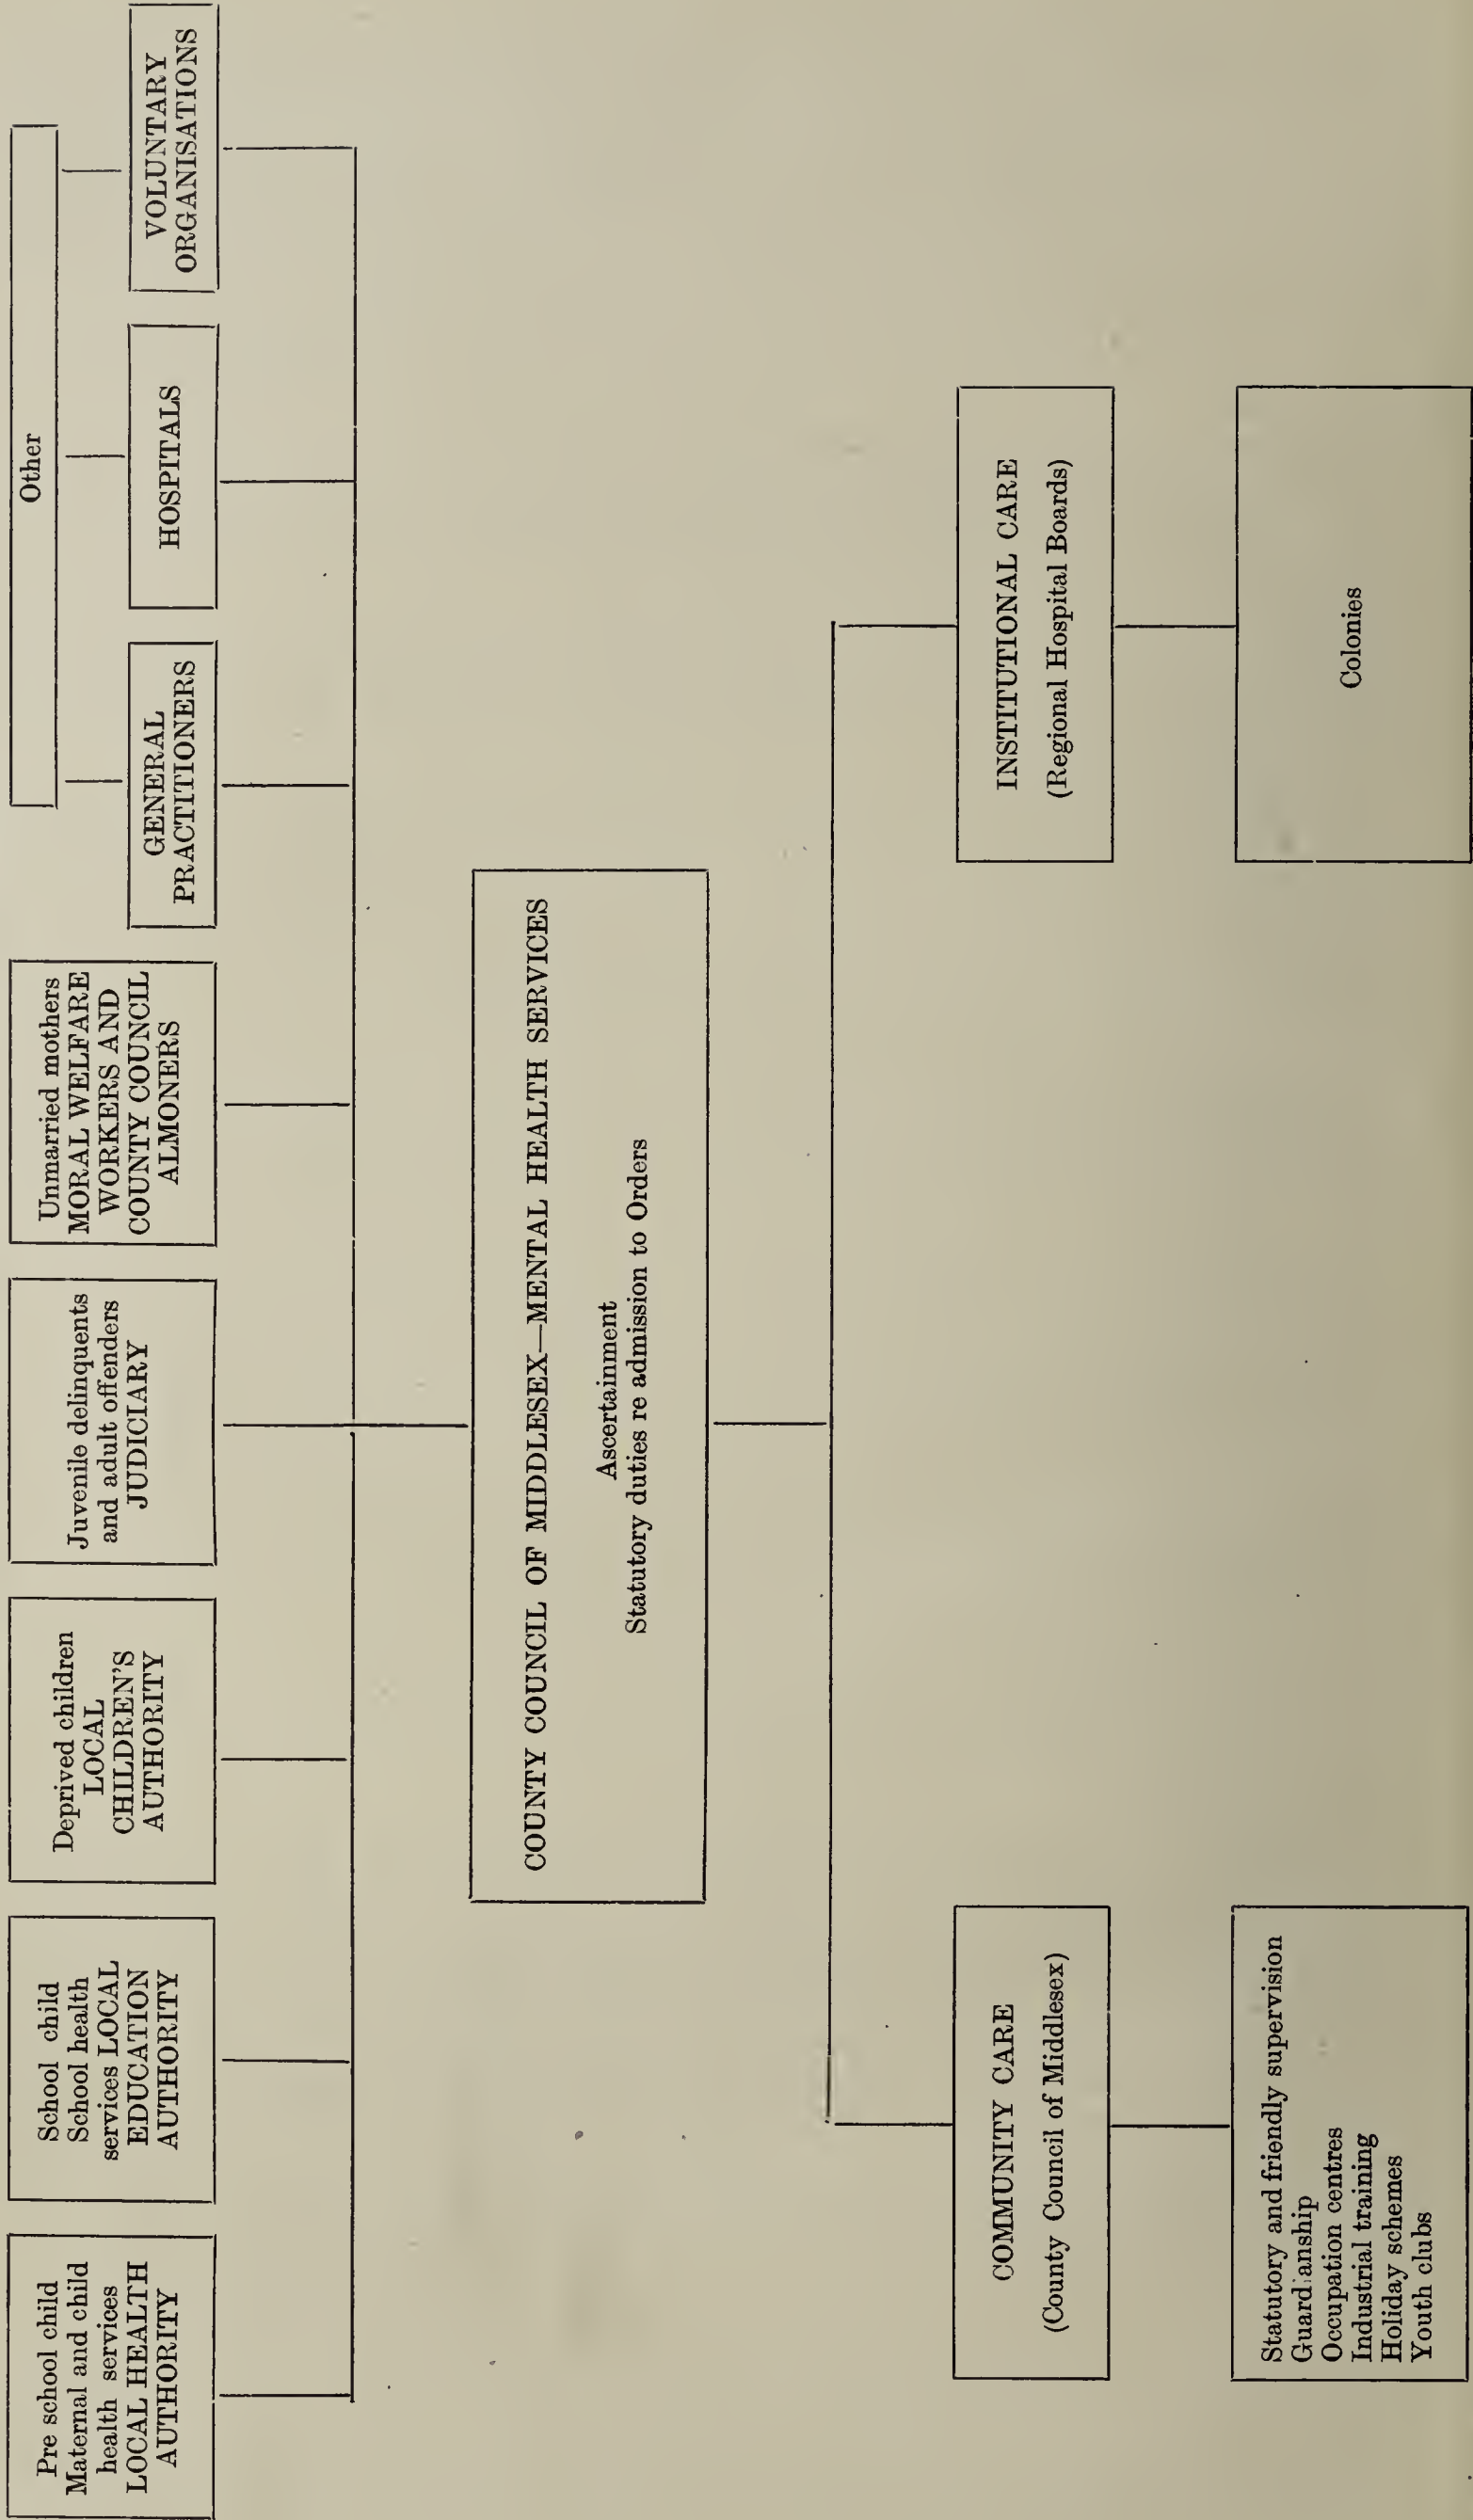 Pre school child
Maternal and child
health services
LOCAL HEALTH
AUTHORITY
School child
School health
services LOCAL
EDUCATION
AUTHORITY
Deprived children
LOCAL
CHILDREN'S
AUTHORITY
Juvenile delinquents
and adult offenders
JUDICIARY
Unmarried mothers
MORAL WELFARE
WORKERS AND
COUNTY COUNCIL
ALMONERS
Other
GENERAL
PRACTITIONERS
HOSPITALS
VOLUNTARY
ORGANISATIONS
COUNTY COUNCIL OF MIDDLESEX—MENTAL HEALTH SERVICES
Ascertainment
Statutory duties re admission to Orders
COMMUNITY CARE
(County Council of Middlesex)
INSTITUTIONAL CARE
(Regional Hospital Boards)
Statutory and friendly supervision
Guardianship
Occupation centres
Industrial training
Holiday schemes
Youth clubs
Colonies